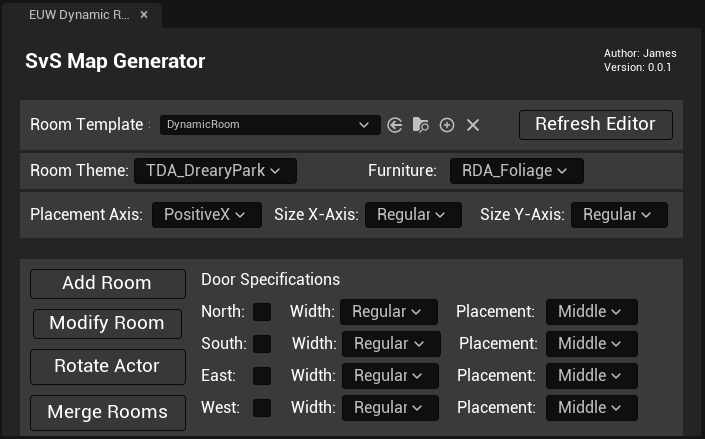 EUW Dynamic R...
SvS Map Generator
Author: James
Version: 0.0.1
Room Template : DynamicRoom Refresh Editor
Room Theme: TDA_DrearyPark Furniture: RDA_Foliage
Placement Axis: PositiveX Size X-Axis: Regular Size Y-Axis: Regular
Add Room
Modify Room
Rotate Actor
Merge Rooms
Door Specifications
North: Width: Regular Placement: Middle
South: Width: Regular Placement: Middle
East: Width: Regular Placement: Middle
West: Width: Regular Placement: Middle